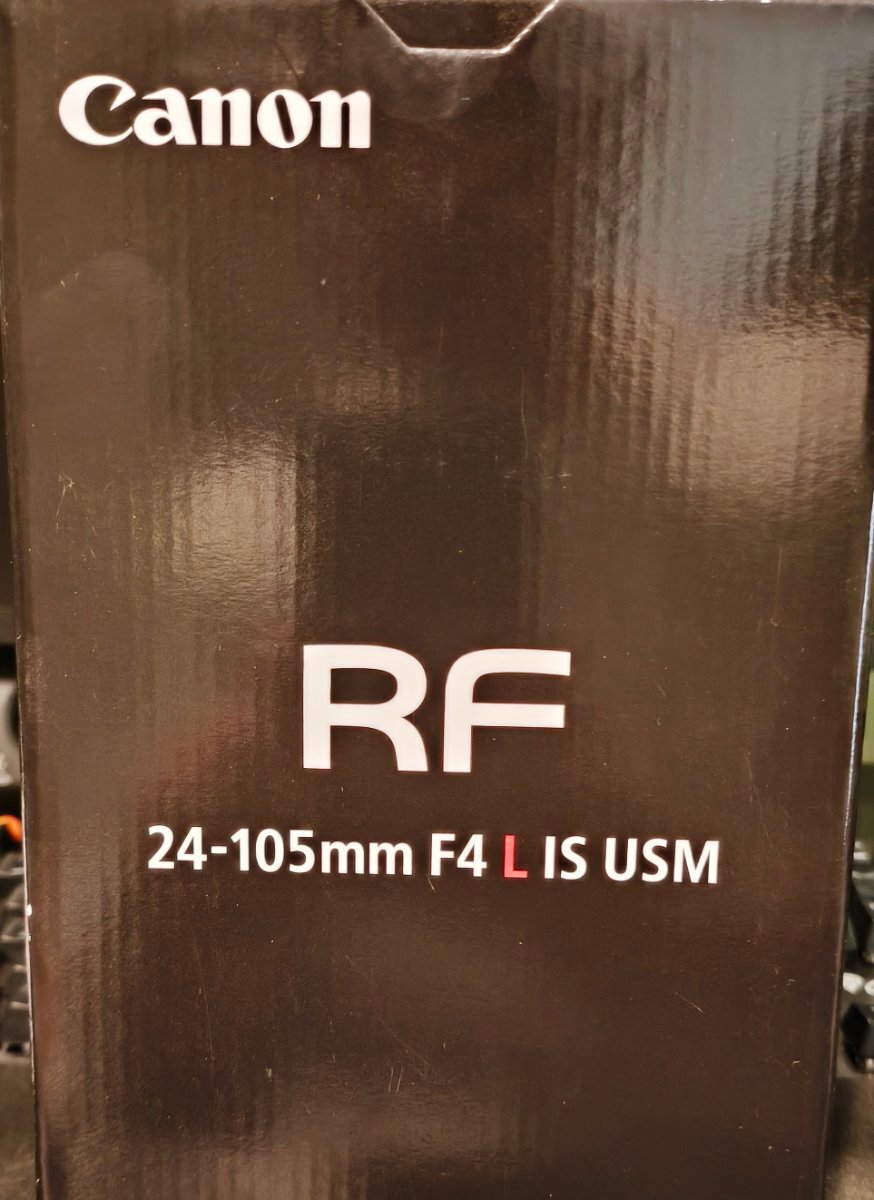 Canon
RF
24-105mm F4 L IS USM